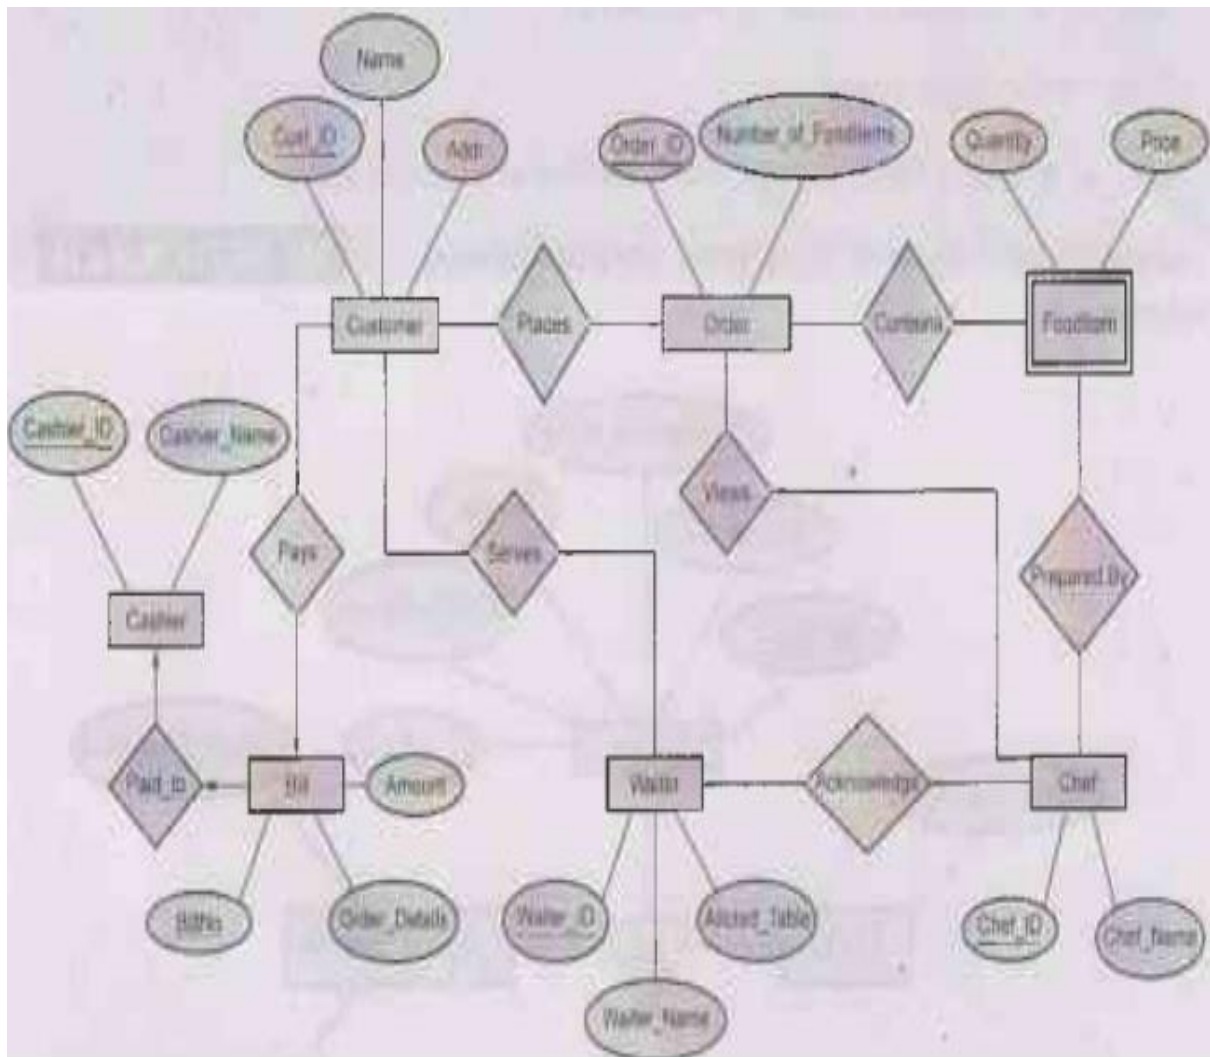 Name
Cust_ID
Addr
Order_ID
Number_of_FoodItems
Quantity
Price
Customer
Places
Order
Contains
FoodItem
Cashier_ID
Cashier_Name
Views
Pays
Serves
Prepared By
Cashier
Paid_to
Bill
Amount
Waiter
Acknowledge
Chef
BillNo
Order_Details
Waiter_ID
Alloted_Table
Chef_ID
Chef_Name
Waiter_Name